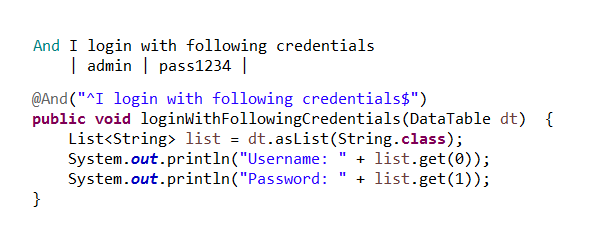 And I login with following credentials
| admin | pass1234 |
@And("^I login with following credentials$")
public void loginWithFollowingCredentials(DataTable dt) {
List<String> list = dt.asList(String.class);
System.out.println("Username: " + list.get(0));
System.out.println("Password: " + list.get(1));
}